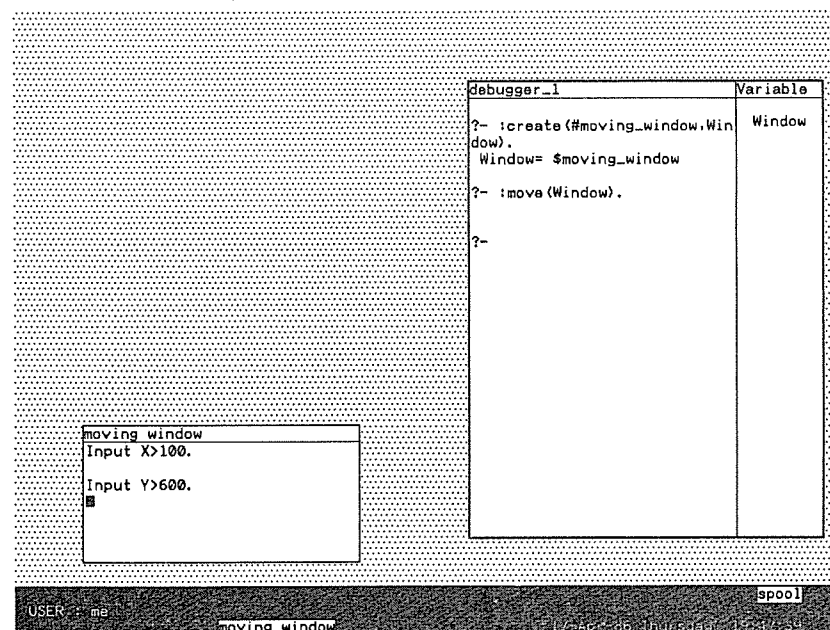 debugger_1 Variable
?- :create(#moving_window,Win
dow).
Window= $moving_window
Window
?- :move(Window).
?-
moving window
Input X>100.
Input Y>600.
spool
USER : me
moving window